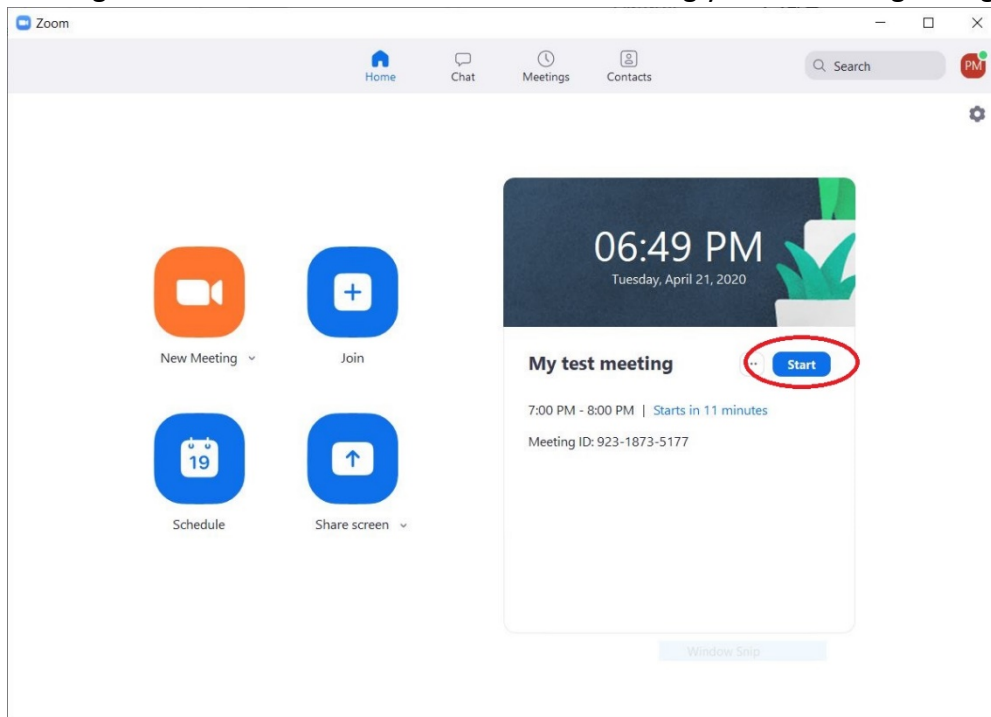 Zoom
Home
Chat
Meetings
Contacts
Search
PM
06:49 PM
Tuesday, April 21, 2020
New Meeting
Join
My test meeting
Start
7:00 PM - 8:00 PM | Starts in 11 minutes
Meeting ID: 923-1873-5177
19
Schedule
Share screen
Window Snip